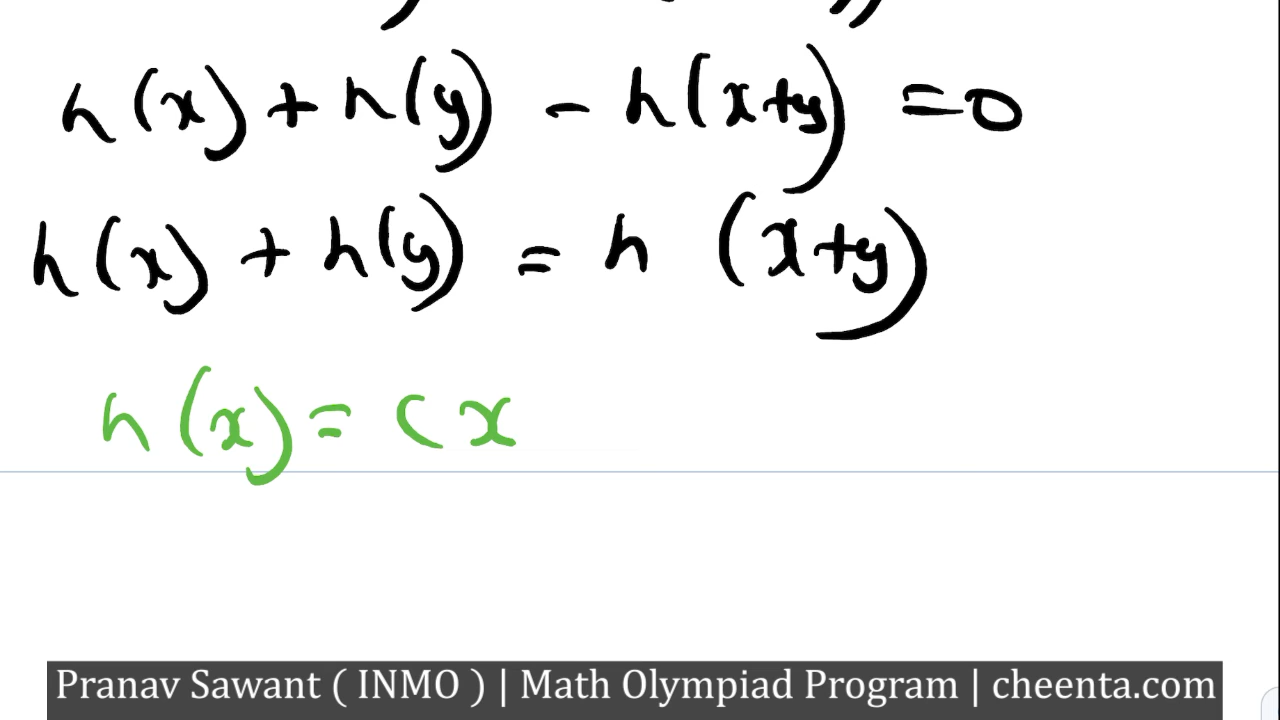 h(x) + h(y) - h(x+y) = 0
h(x) + h(y) = h (x+y)
h(x) = cx
Pranav Sawant ( INMO ) | Math Olympiad Program | cheenta.com